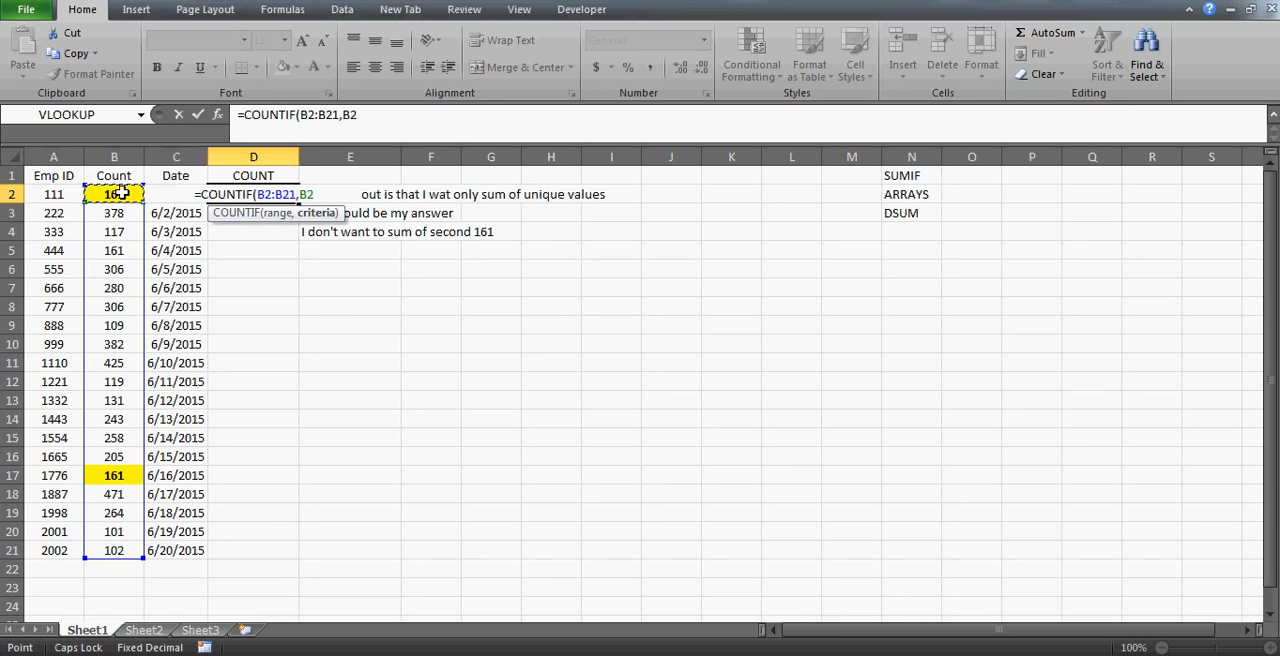 File Home Insert Page Layout Formulas Data New Tab Review View Developer
Paste Cut Copy Format Painter Clipboard
B I U A A A Font
Wrap Text Merge & Center Alignment
General $ % , Number
Conditional Formatting Format as Table Cell Styles Styles
Insert Delete Format Cells
Σ AutoSum Fill Clear Sort & Filter Find & Select Editing
VLOOKUP fx =COUNTIF(B2:B21,B2
A B C D E F G H I J K L M N O P Q R S
1 Emp ID Count Date COUNT SUMIF
2 111 =COUNTIF(B2:B21,B2 out is that I wat only sum of unique values ARRAYS
3 222 378 6/2/2015 COUNTIF(range, criteria) ould be my answer DSUM
4 333 117 6/3/2015 I don't want to sum of second 161
5 444 161 6/4/2015
6 555 306 6/5/2015
7 666 280 6/6/2015
8 777 306 6/7/2015
9 888 109 6/8/2015
10 999 382 6/9/2015
11 1110 425 6/10/2015
12 1221 119 6/11/2015
13 1332 131 6/12/2015
14 1443 243 6/13/2015
15 1554 258 6/14/2015
16 1665 205 6/15/2015
17 1776 161 6/16/2015
18 1887 471 6/17/2015
19 1998 264 6/18/2015
20 2001 101 6/19/2015
21 2002 102 6/20/2015
22
23
24
Sheet1 Sheet2 Sheet3
Point Caps Lock Fixed Decimal 100%